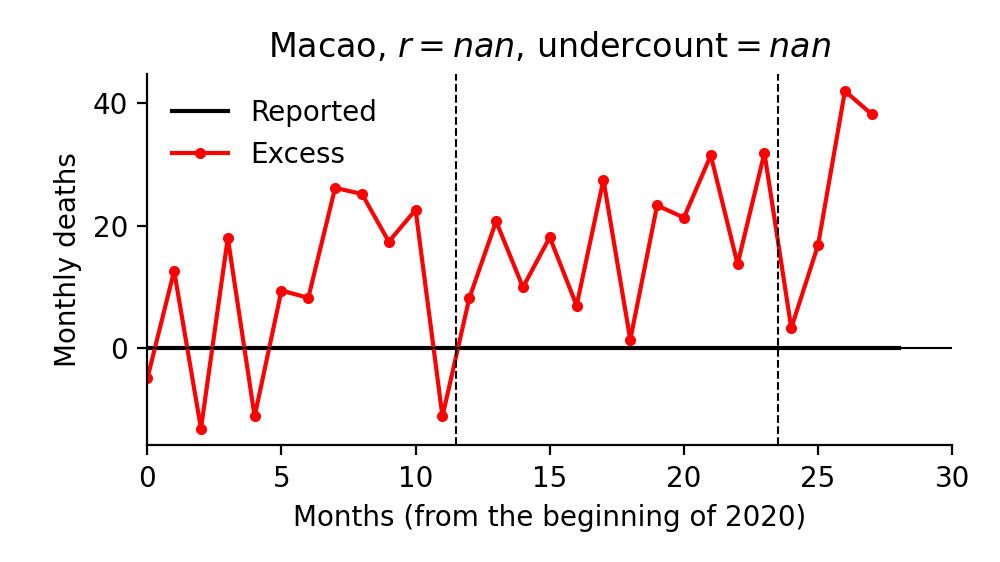 Macao, r = nan, undercount = nan
Reported
Excess
Monthly deaths
40
20
0
0 5 10 15 20 25 30
Months (from the beginning of 2020)